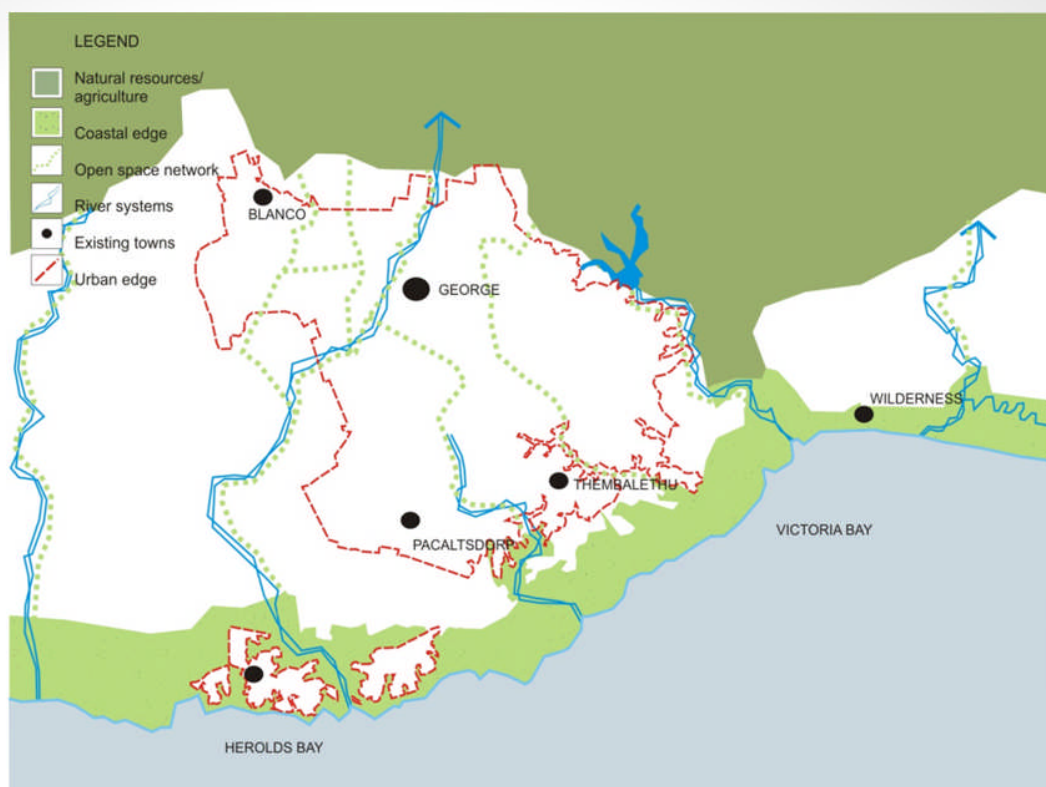 LEGEND
Natural resources/
agriculture
Coastal edge
Open space network
River systems
Existing towns
Urban edge
BLANCO
GEORGE
WILDERNESS
THEMBALETHU
VICTORIA BAY
PACALTSDORP
HEROLDS BAY